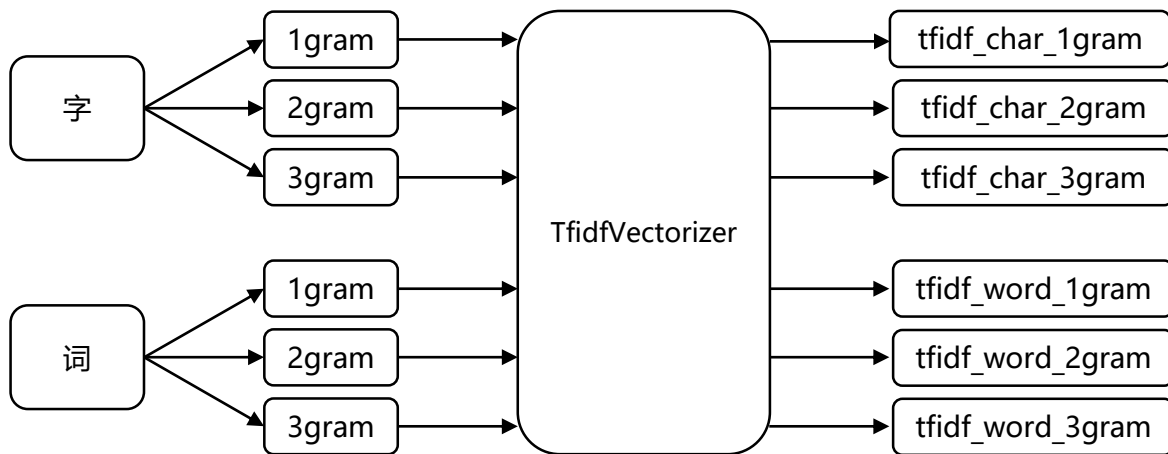 字
1gram
2gram
3gram
词
1gram
2gram
3gram
TfidfVectorizer
tfidf_char_1gram
tfidf_char_2gram
tfidf_char_3gram
tfidf_word_1gram
tfidf_word_2gram
tfidf_word_3gram